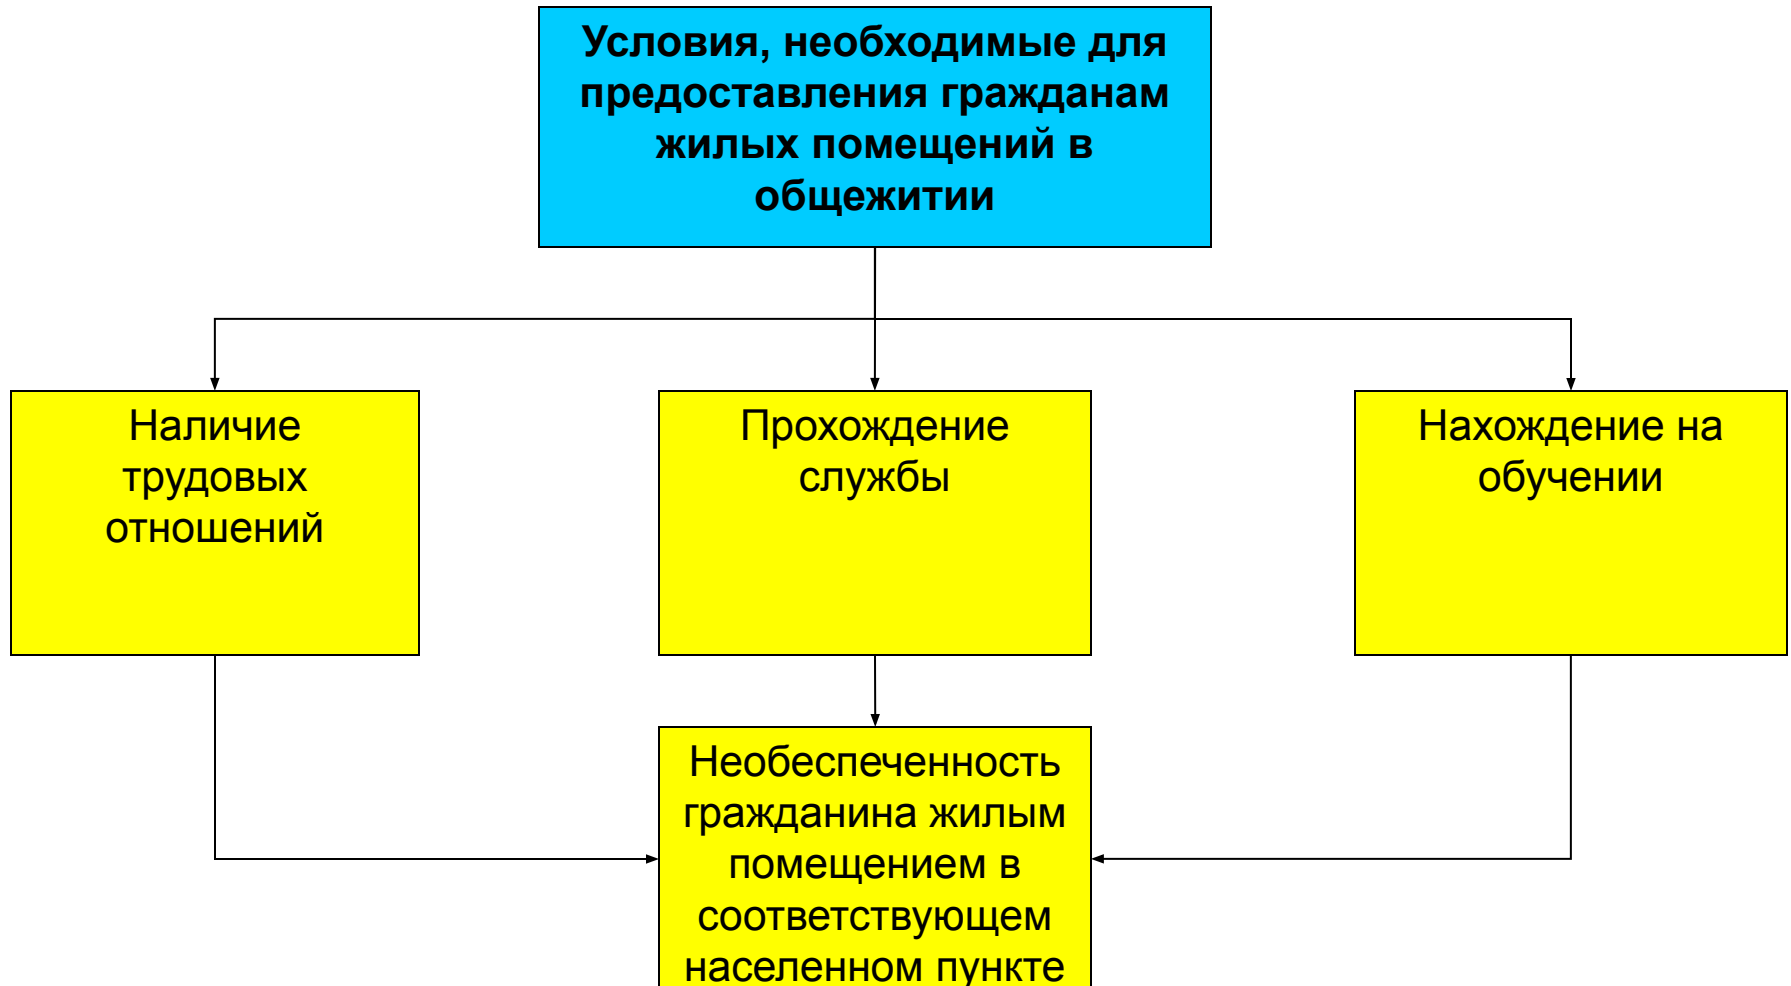 Условия, необходимые для
предоставления гражданам
жилых помещений в
общежитии
Наличие
трудовых
отношений
Прохождение
службы
Нахождение на
обучении
Необеспеченность
гражданина жилым
помещением в
соответствующем
населенном пункте